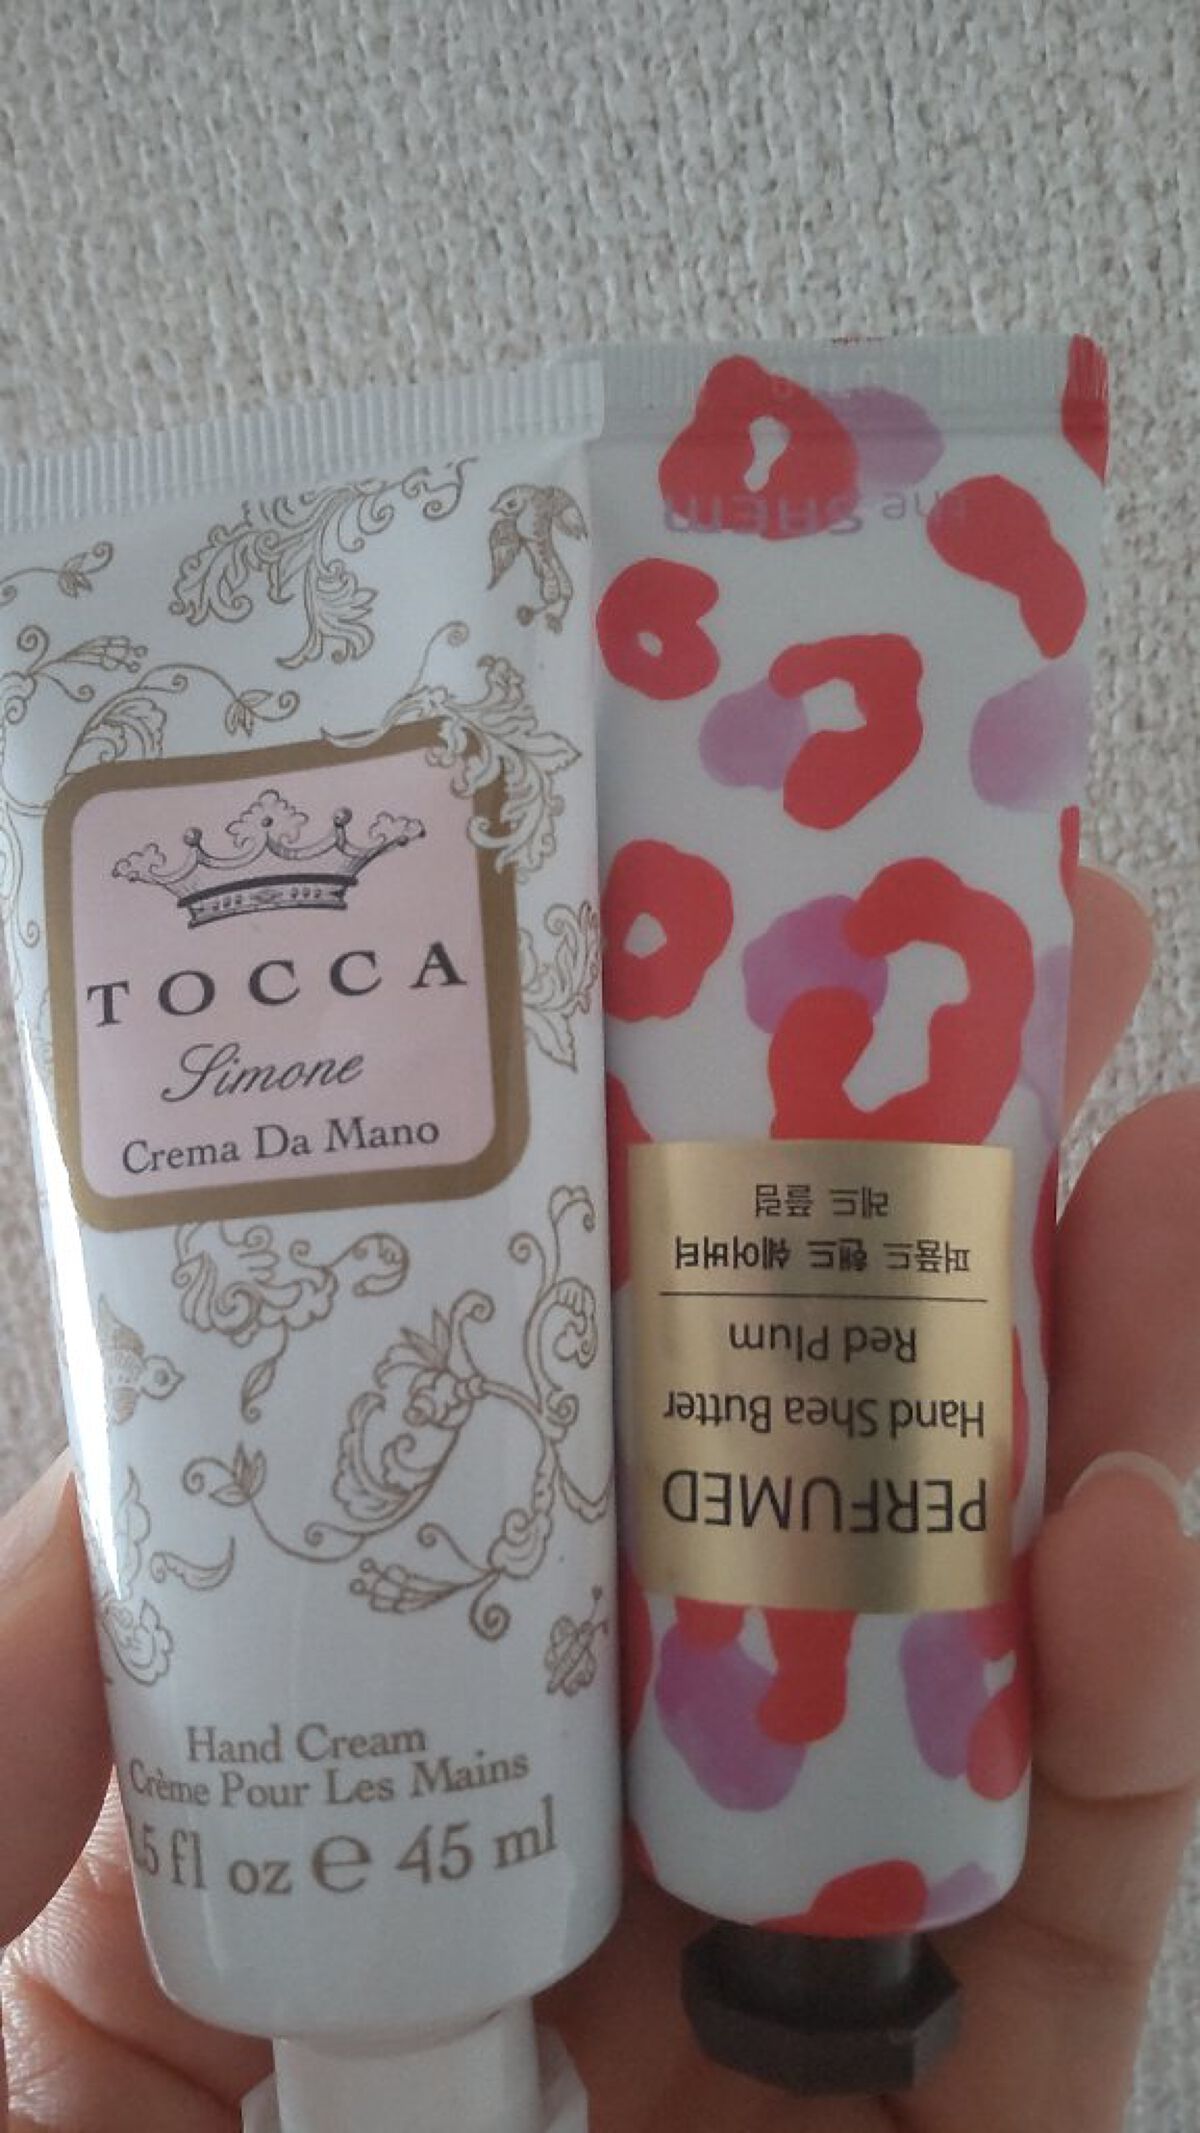 TOCCA
Simone
Crema Da Mano
Hand Cream
Crème Pour Les Mains
.5 fl oz e 45 ml
PERFUMED
Hand Shea Butter
Red Plum
퍼퓸드 핸드 쉐어버터
레드 플럼
the SAEM